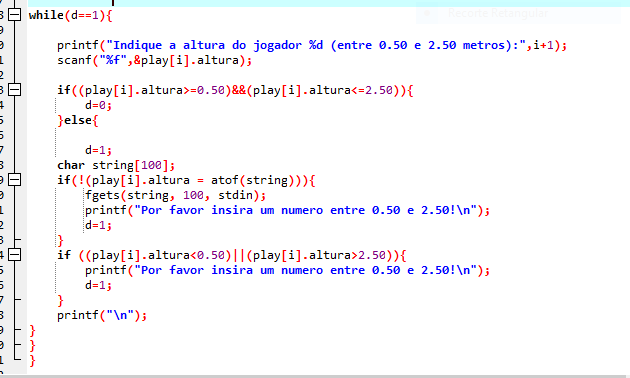 while(d==1){
printf("Indique a altura do jogador %d (entre 0.50 e 2.50 metros):",i+1);
scanf("%f",&play[i].altura);
if((play[i].altura>=0.50)&&(play[i].altura<=2.50)){
d=0;
}else{
d=1;
char string[100];
if(!(play[i].altura = atof(string))){
fgets(string, 100, stdin);
printf("Por favor insira um numero entre 0.50 e 2.50!\n");
d=1;
}
if ((play[i].altura<0.50)||(play[i].altura>2.50)){
printf("Por favor insira um numero entre 0.50 e 2.50!\n");
d=1;
}
printf("\n");
}
}
}